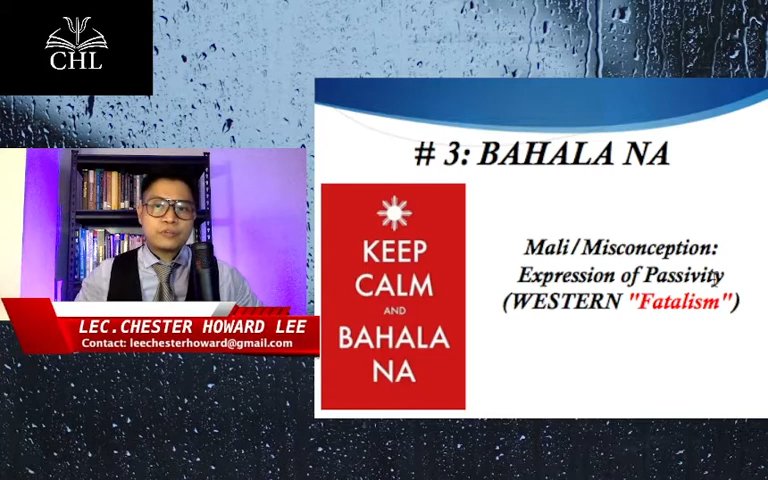 CHL
# 3: BAHALA NA
KEEP
CALM
AND
BAHALA
NA
Mali / Misconception:
Expression of Passivity
(WESTERN "Fatalism")
LEC.CHESTER HOWARD LEE
Contact: leechesterhoward@gmail.com